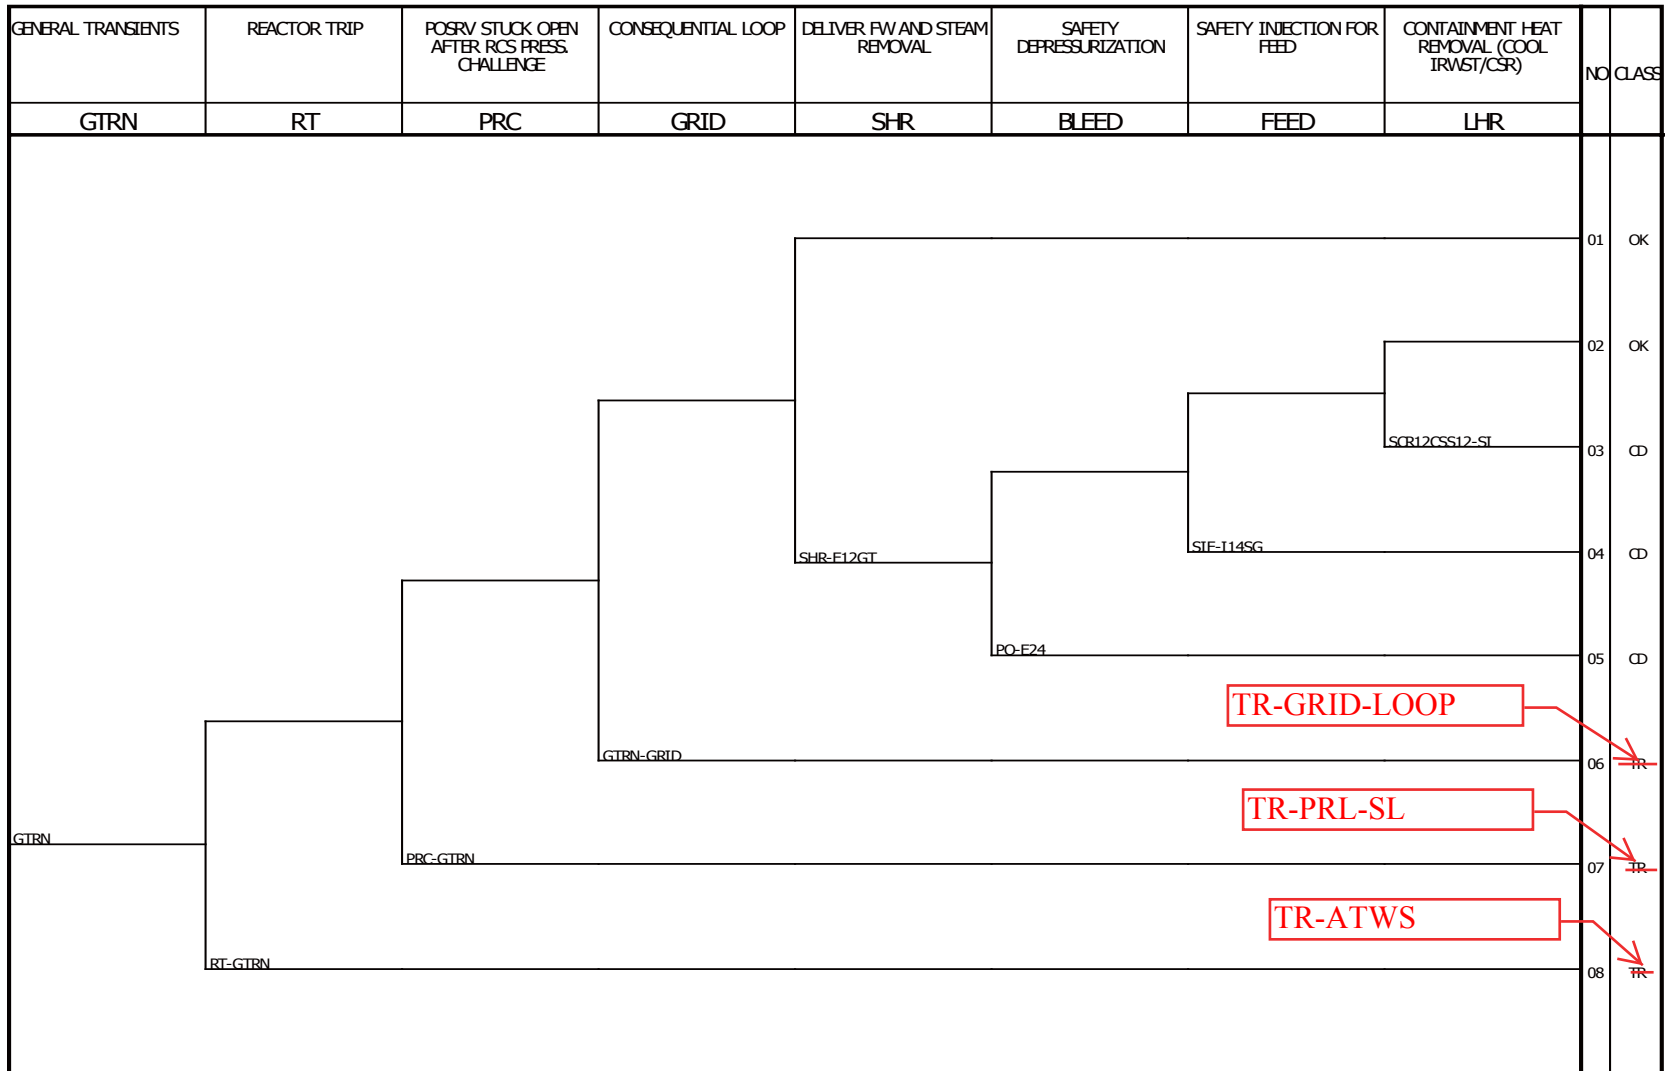 GENERAL TRANSIENTS
REACTOR TRIP
POSRV STUCK OPEN
AFTER RCS PRESS.
CHALLENGE
CONSEQUENTIAL LOOP
DELIVER FW AND STEAM
REMOVAL
SAFETY
DEPRESSURIZATION
SAFETY INJECTION FOR
FEED
CONTAINMENT HEAT
REMOVAL (COOL
IRWST/CSR)
NO
CLASS
GTRN
RT
PRC
GRID
SHR
BLEED
FEED
LHR
01 OK
02 OK
SCR12CSS12-SI
03 CD
SIF-I14SG
04 CD
SHR-F12GT
PO-F24
05 CD
TR-GRID-LOOP
GTRN-GRID
06 TR
TR-PRL-SL
GTRN
PRC-GTRN
07 TR
TR-ATWS
RT-GTRN
08 TR